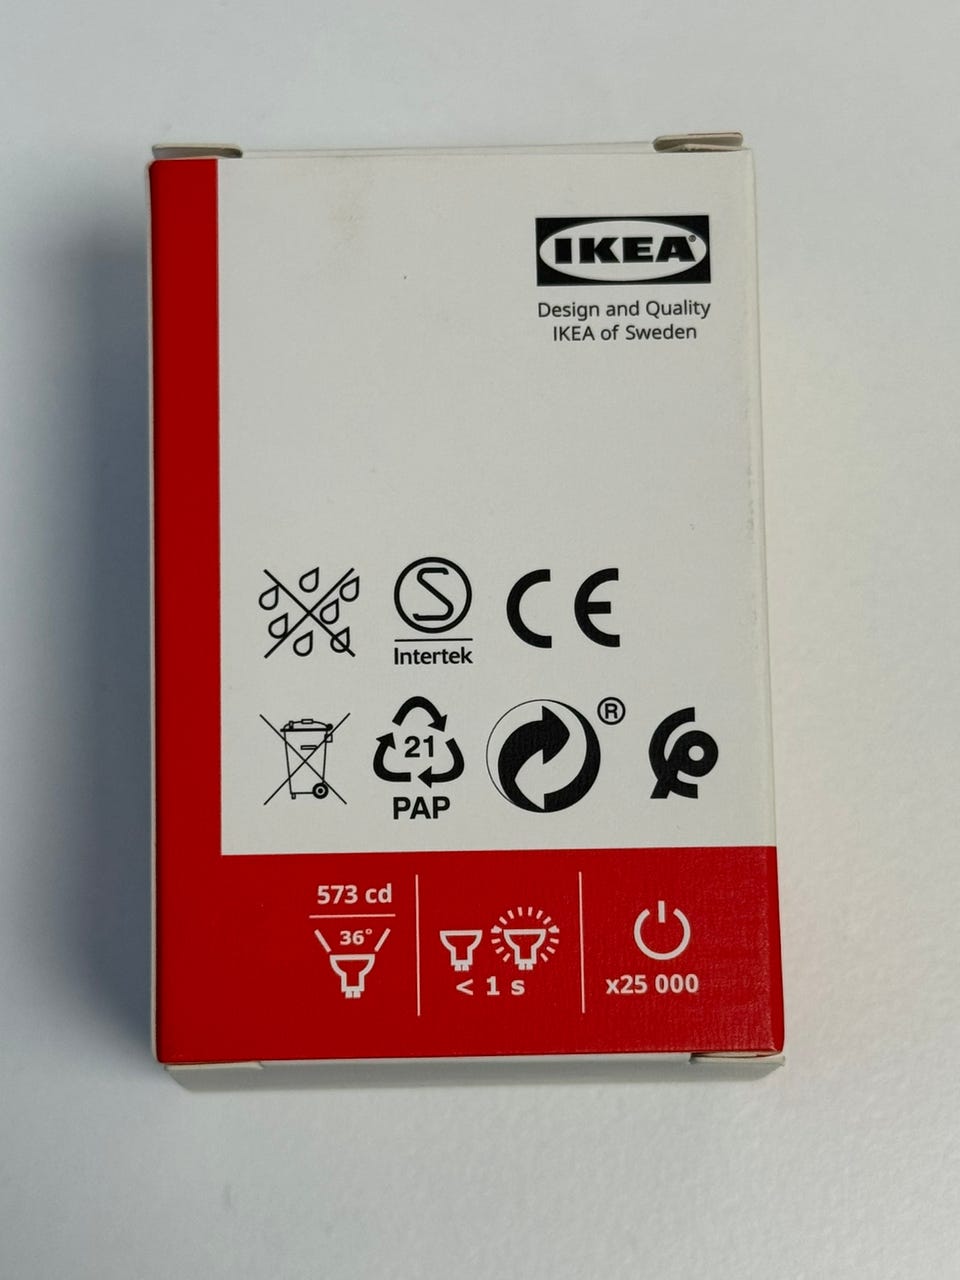 IKEA®
Design and Quality
IKEA of Sweden
S
Intertek
CE
21
PAP
®
573 cd
36°
< 1 s
x25 000